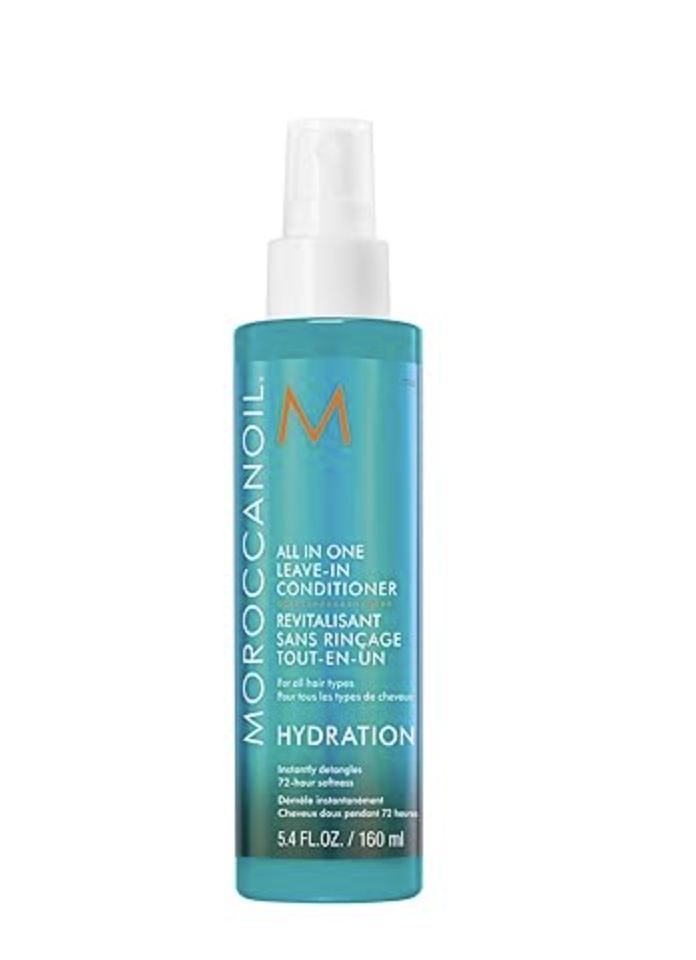 MOROCCANOIL.
M
ALL IN ONE
LEAVE-IN
CONDITIONER
REVITALISANT
SANS RINÇAGE
TOUT-EN-UN
For all hair types
Pour tous les types de cheveux
HYDRATION
Instantly detangles
72-hour softness
Démêle instantanément
Cheveux doux pendant 72 heures
5.4 FL.OZ. / 160 ml